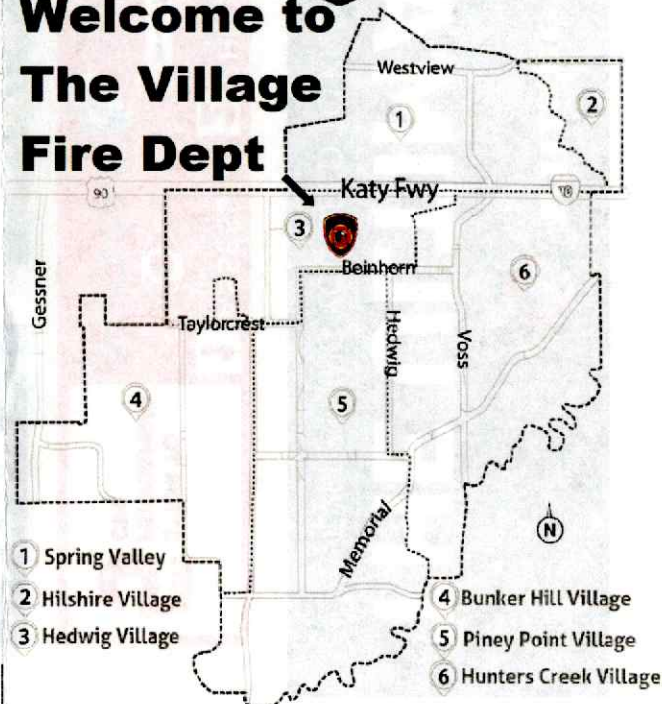 Welcome to
The Village
Fire Dept
Westview
1
2
Katy Fwy
90
3
Beinhorn
6
Gessner
Taylorcrest
Hedwig
Voss
4
5
Memorial
N
1 Spring Valley
2 Hilshire Village
3 Hedwig Village
4 Bunker Hill Village
5 Piney Point Village
6 Hunters Creek Village